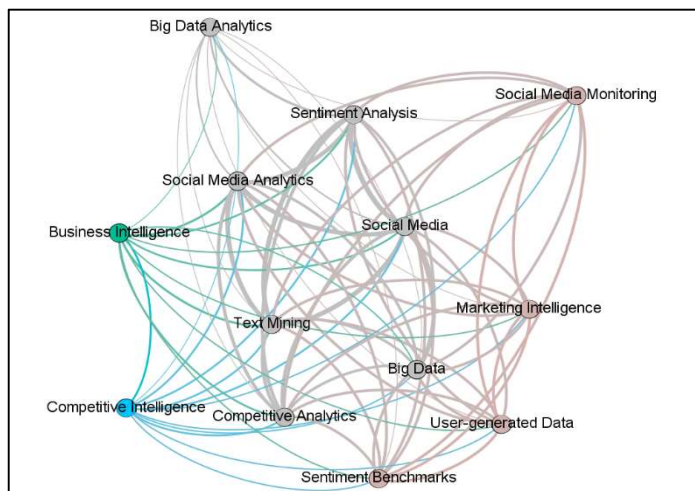 Big Data Analytics
Social Media Monitoring
Sentiment Analysis
Social Media Analytics
Social Media
Business Intelligence
Marketing Intelligence
Text Mining
Big Data
Competitive Intelligence
Competitive Analytics
User-generated Data
Sentiment Benchmarks